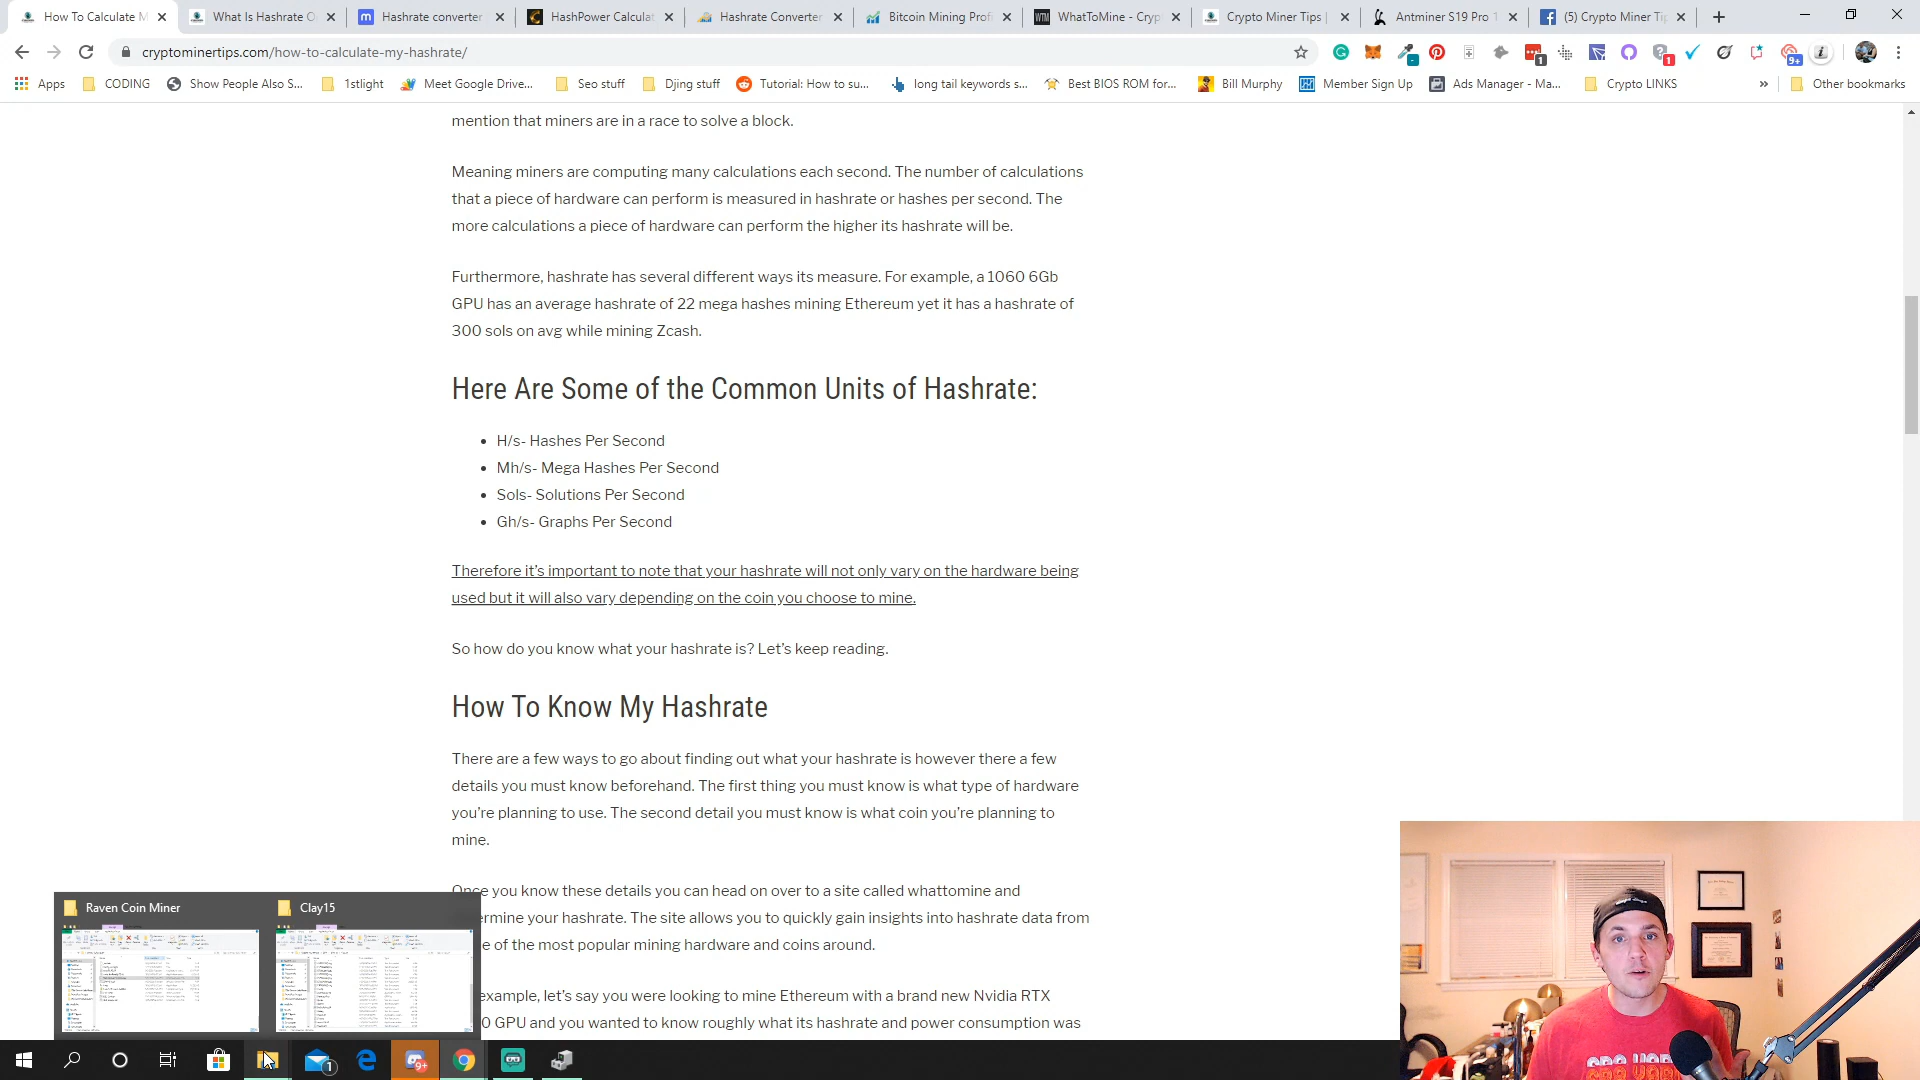 How To Calculate M
What Is Hashrate O
Hashrate converter
HashPower Calculat
Hashrate Converter
Bitcoin Mining Prof
WhatToMine - Cryp
Crypto Miner Tips |
Antminer S19 Pro
(5) Crypto Miner Ti
cryptominertips.com/how-to-calculate-my-hashrate/
1
1
9+
Apps
CODING
Show People Also S...
1stlight
Meet Google Drive...
Seo stuff
Djing stuff
Tutorial: How to su...
long tail keywords s...
Best BIOS ROM for...
Bill Murphy
Member Sign Up
Ads Manager - Ma...
Crypto LINKS
»
Other bookmarks
mention that miners are in a race to solve a block.
Meaning miners are computing many calculations each second. The number of calculations
that a piece of hardware can perform is measured in hashrate or hashes per second. The
more calculations a piece of hardware can perform the higher its hashrate will be.
Furthermore, hashrate has several different ways its measure. For example, a 1060 6Gb
GPU has an average hashrate of 22 mega hashes mining Ethereum yet it has a hashrate of
300 sols on avg while mining Zcash.
Here Are Some of the Common Units of Hashrate:
• H/s- Hashes Per Second
• Mh/s- Mega Hashes Per Second
• Sols- Solutions Per Second
• Gh/s- Graphs Per Second
Therefore it's important to note that your hashrate will not only vary on the hardware being
used but it will also vary depending on the coin you choose to mine.
So how do you know what your hashrate is? Let's keep reading.
How To Know My Hashrate
There are a few ways to go about finding out what your hashrate is however there a few
details you must know beforehand. The first thing you must know is what type of hardware
you're planning to use. The second detail you must know is what coin you're planning to
mine.
Once you know these details you can head on over to a site called whattomine and
ermine your hashrate. The site allows you to quickly gain insights into hashrate data from
e of the most popular mining hardware and coins around.
example, let's say you were looking to mine Ethereum with a brand new Nvidia RTX
0 GPU and you wanted to know roughly what its hashrate and power consumption was
Raven Coin Miner
Clay15
1
9+